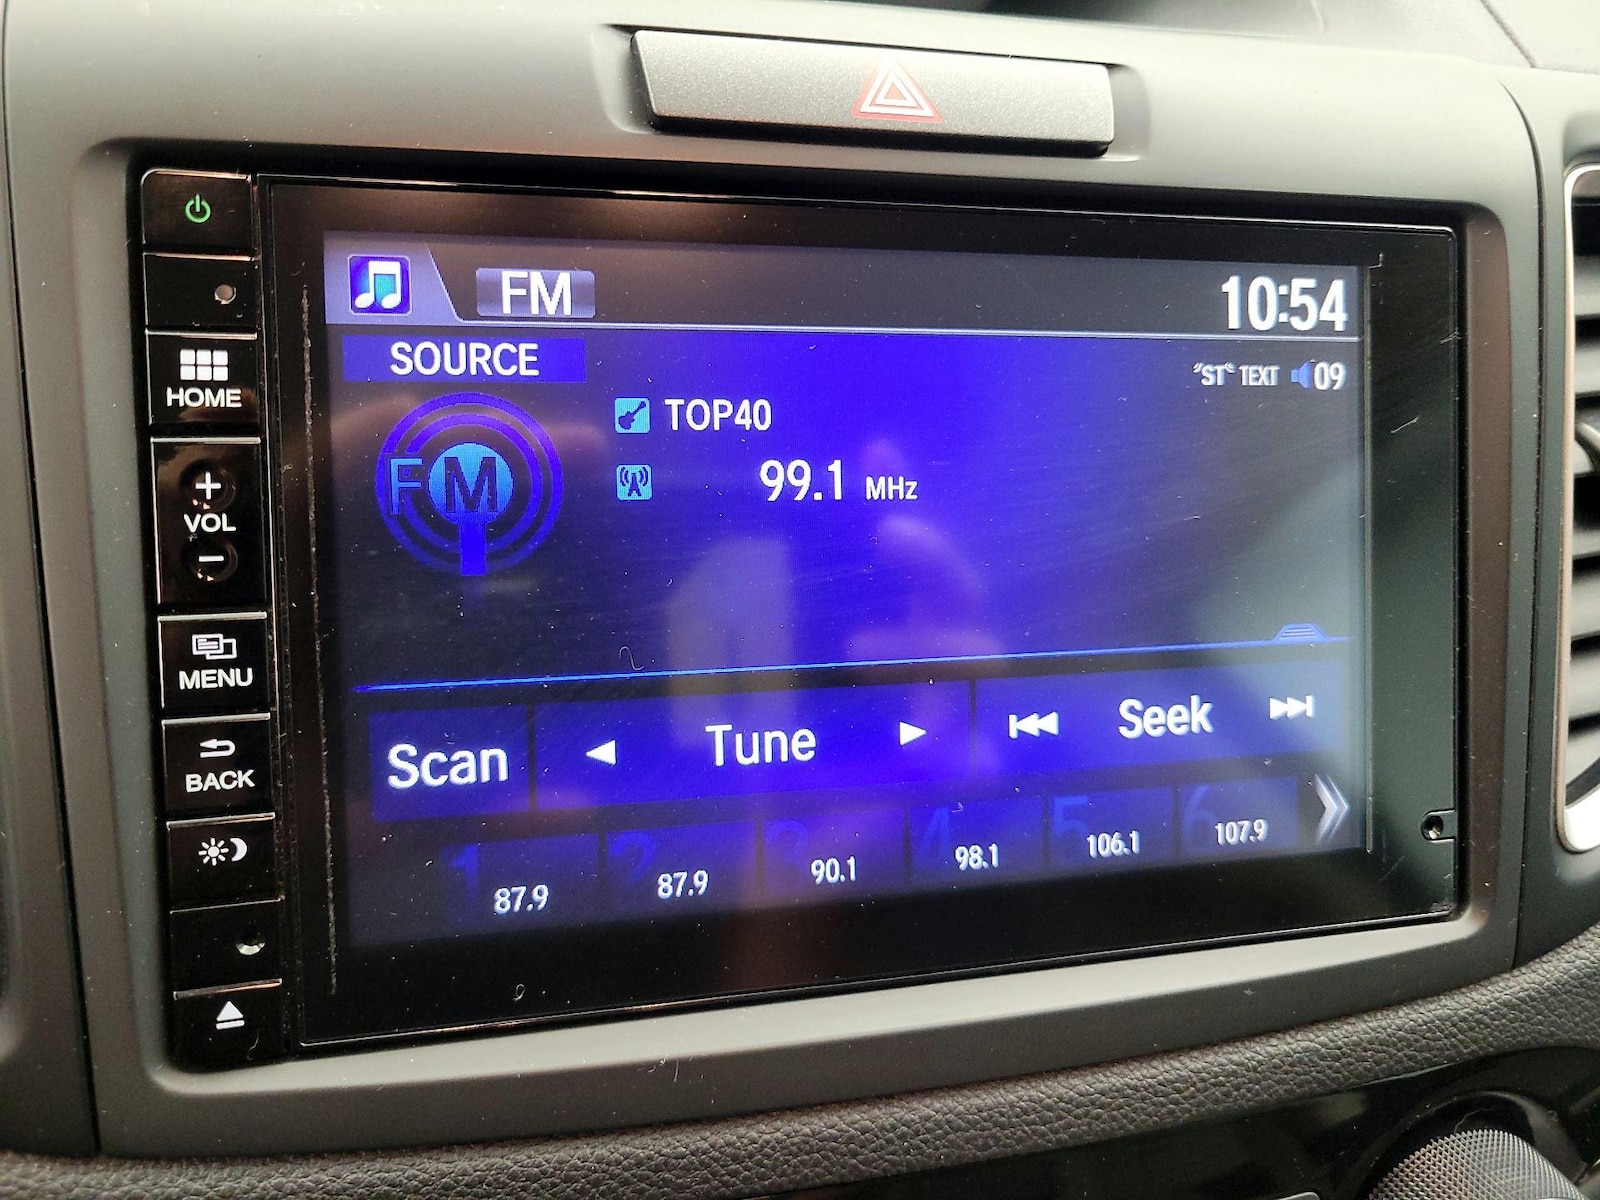 FM 10:54
SOURCE
"ST" TEXT 09
TOP40
FM
99.1 MHz
HOME
+
VOL
−
MENU
BACK
Scan Tune Seek
1 2 3 4 5 6
87.9 87.9 90.1 98.1 106.1 107.9